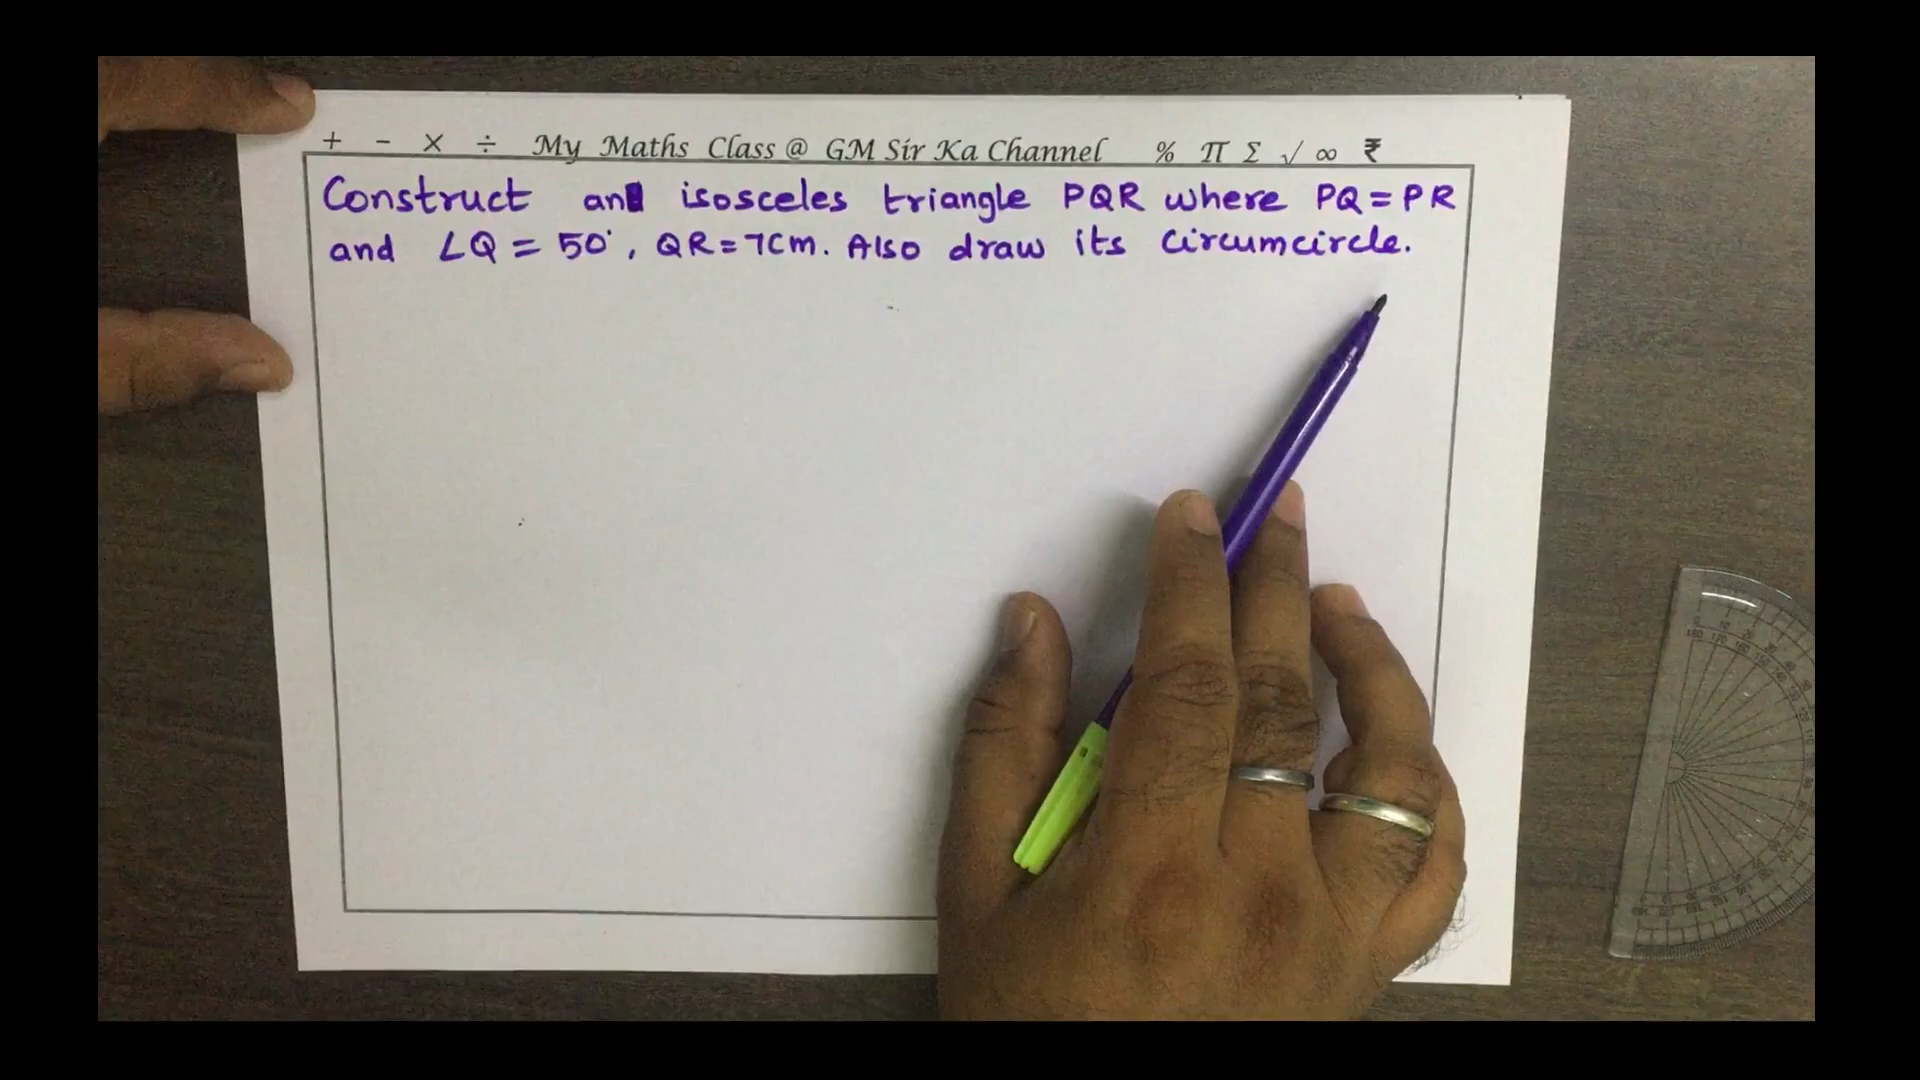 + - × ÷ My Maths Class @ GM Sir Ka Channel % π Σ √ ∞ ₹
Construct an isosceles triangle PQR where PQ = PR
and ∠Q = 50°, QR = 7cm. Also draw its circumcircle.